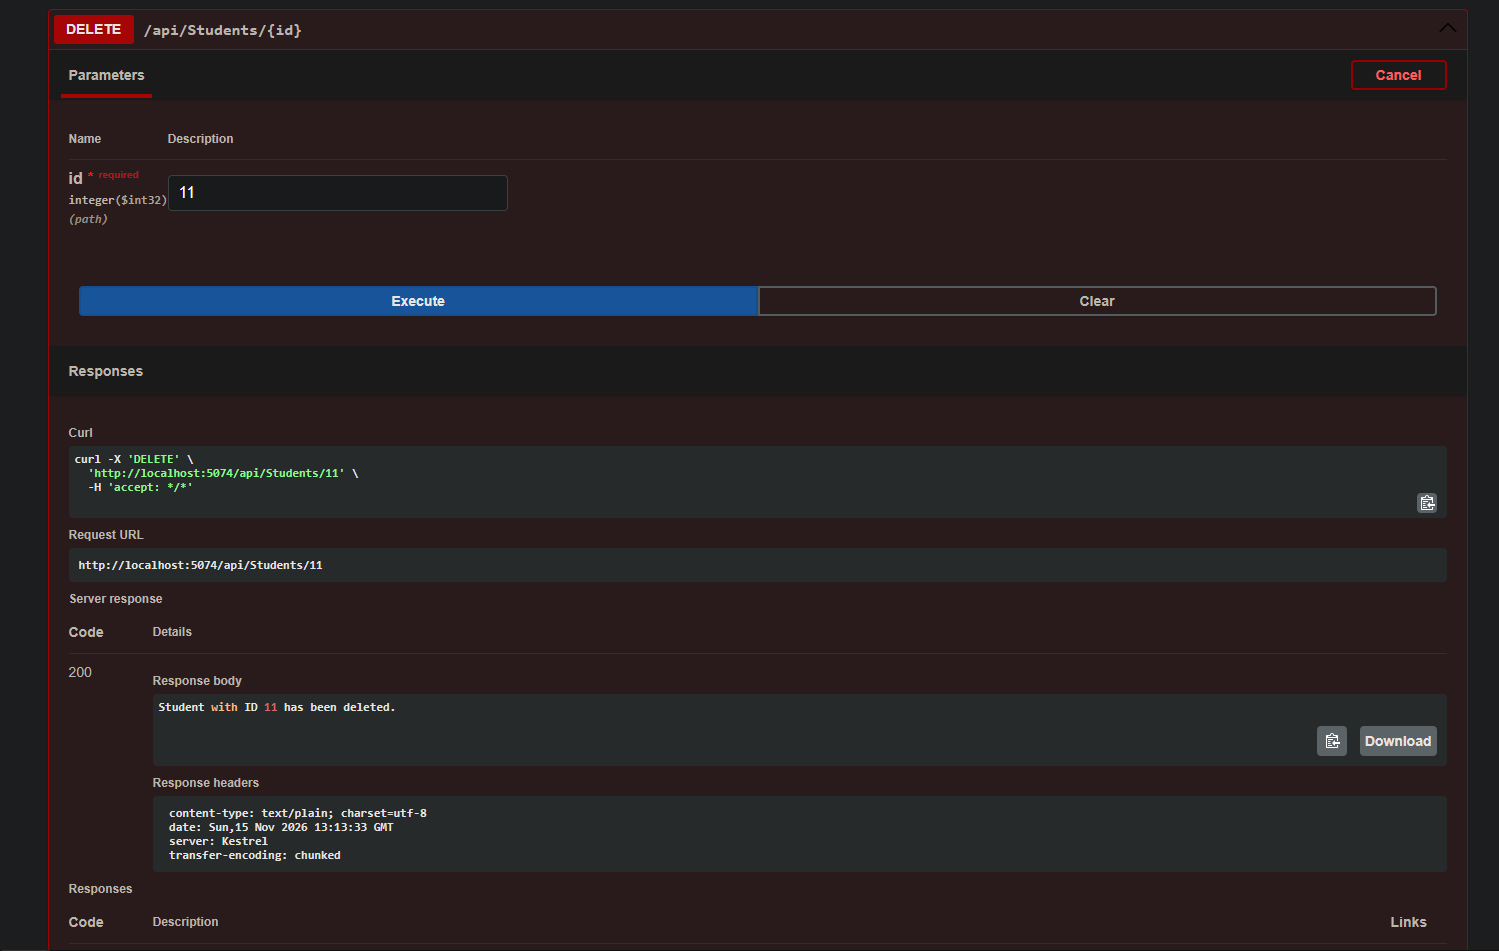 DELETE /api/Students/{id}
Parameters
Cancel
Name Description
id * required
integer($int32)
(path)
11
Execute
Clear
Responses
Curl
curl -X 'DELETE' \
  'http://localhost:5074/api/Students/11' \
  -H 'accept: */*'
Request URL
http://localhost:5074/api/Students/11
Server response
Code Details
200
Response body
Student with ID 11 has been deleted.
Download
Response headers
content-type: text/plain; charset=utf-8
date: Sun,15 Nov 2026 13:13:33 GMT
server: Kestrel
transfer-encoding: chunked
Responses
Code Description Links